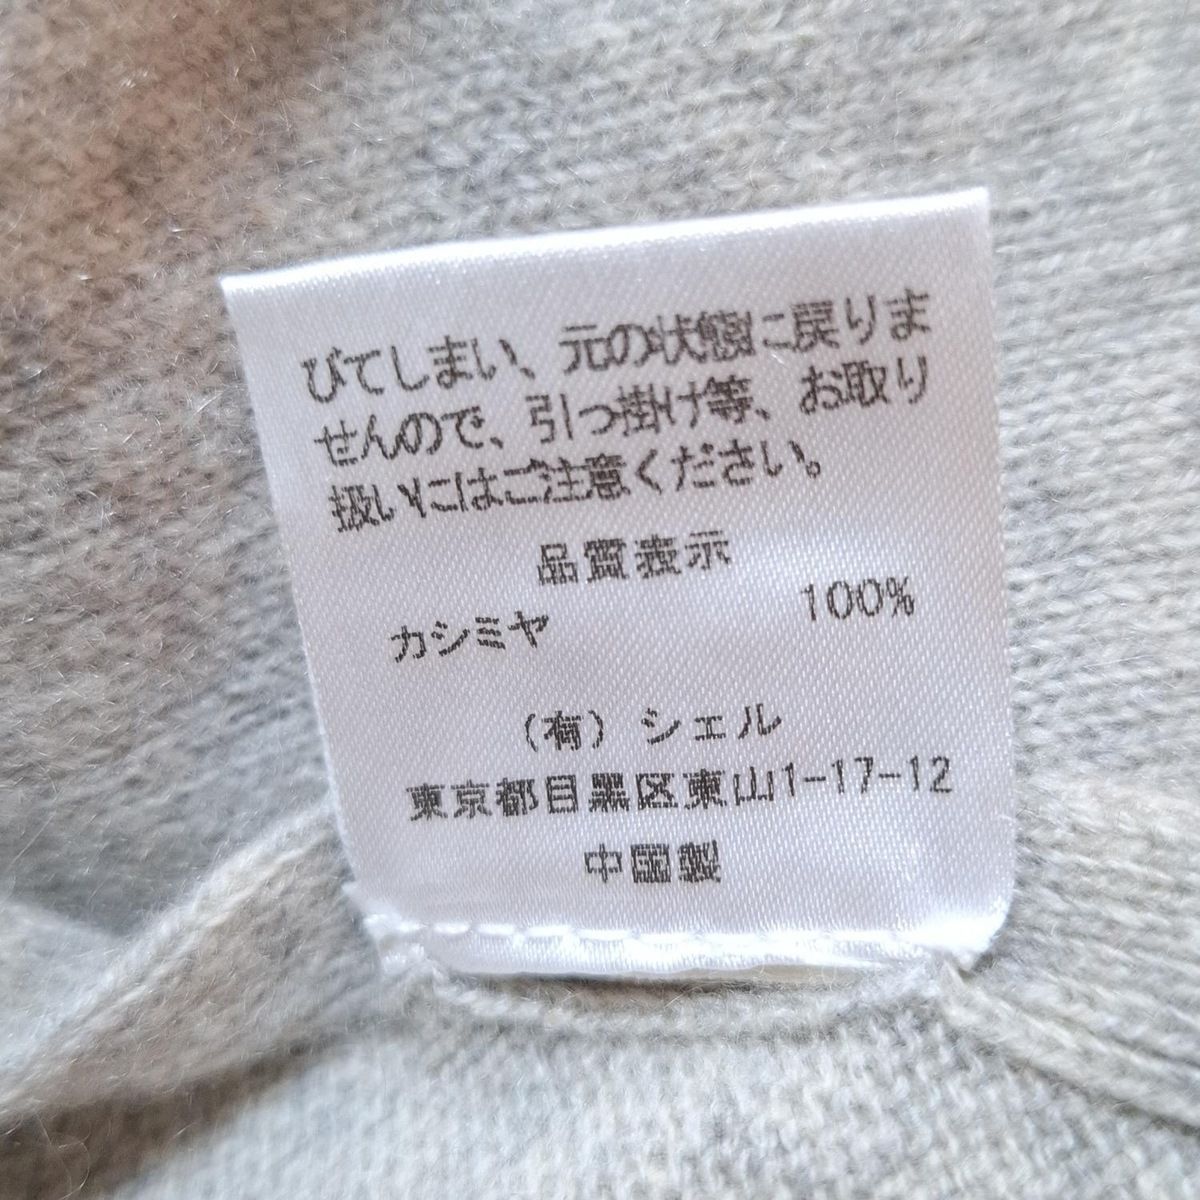 びてしまい、元の状態に戻りま
せんので、引っ掛け等、お取り
扱いにはご注意ください。
品質表示
カシミヤ 100%
(有)シェル
東京都目黒区東山1-17-12
中国製